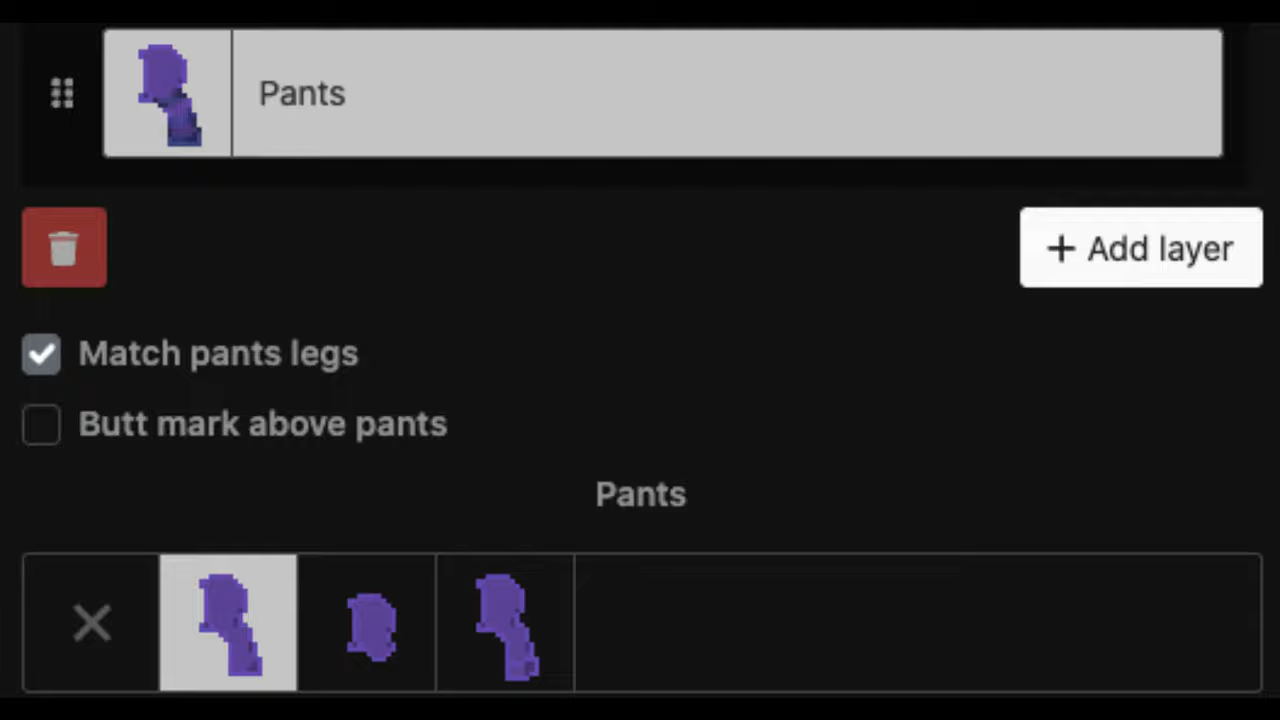 Pants
+ Add layer
Match pants legs
Butt mark above pants
Pants